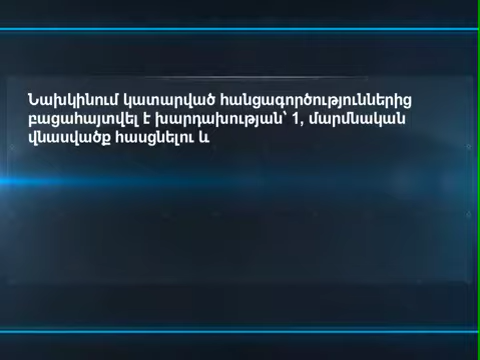 Նախկինում կատարված հանցագործություններից
բացահայտվել է խարդախության՝ 1, մարմնական
վնասվածք հասցնելու և